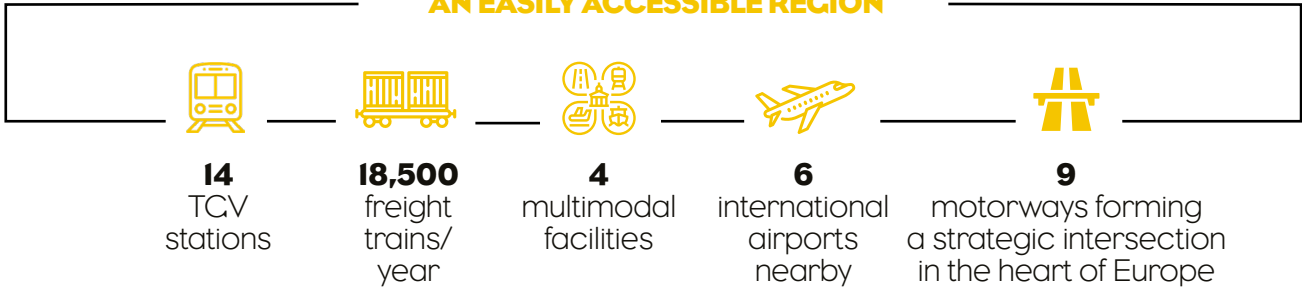 AN EASILY ACCESSIBLE REGION
14
TGV
stations
18,500
freight
trains/
year
4
multimodal
facilities
6
international
airports
nearby
9
motorways forming
a strategic intersection
in the heart of Europe